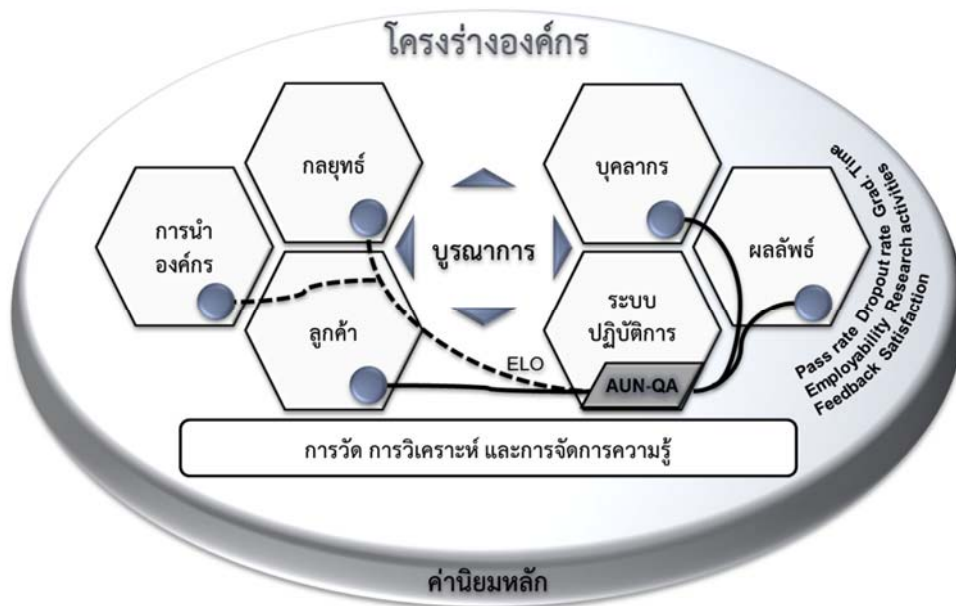 โครงร่างองค์กร
กลยุทธ์
บุคลากร
การนำ
องค์กร
บูรณาการ
ผลลัพธ์
ลูกค้า
ระบบ
ปฏิบัติการ
ELO
AUN-QA
Pass rate Dropout rate Grad. Time
Employability Research activities
Feedback Satisfaction
การวัด การวิเคราะห์ และการจัดการความรู้
ค่านิยมหลัก